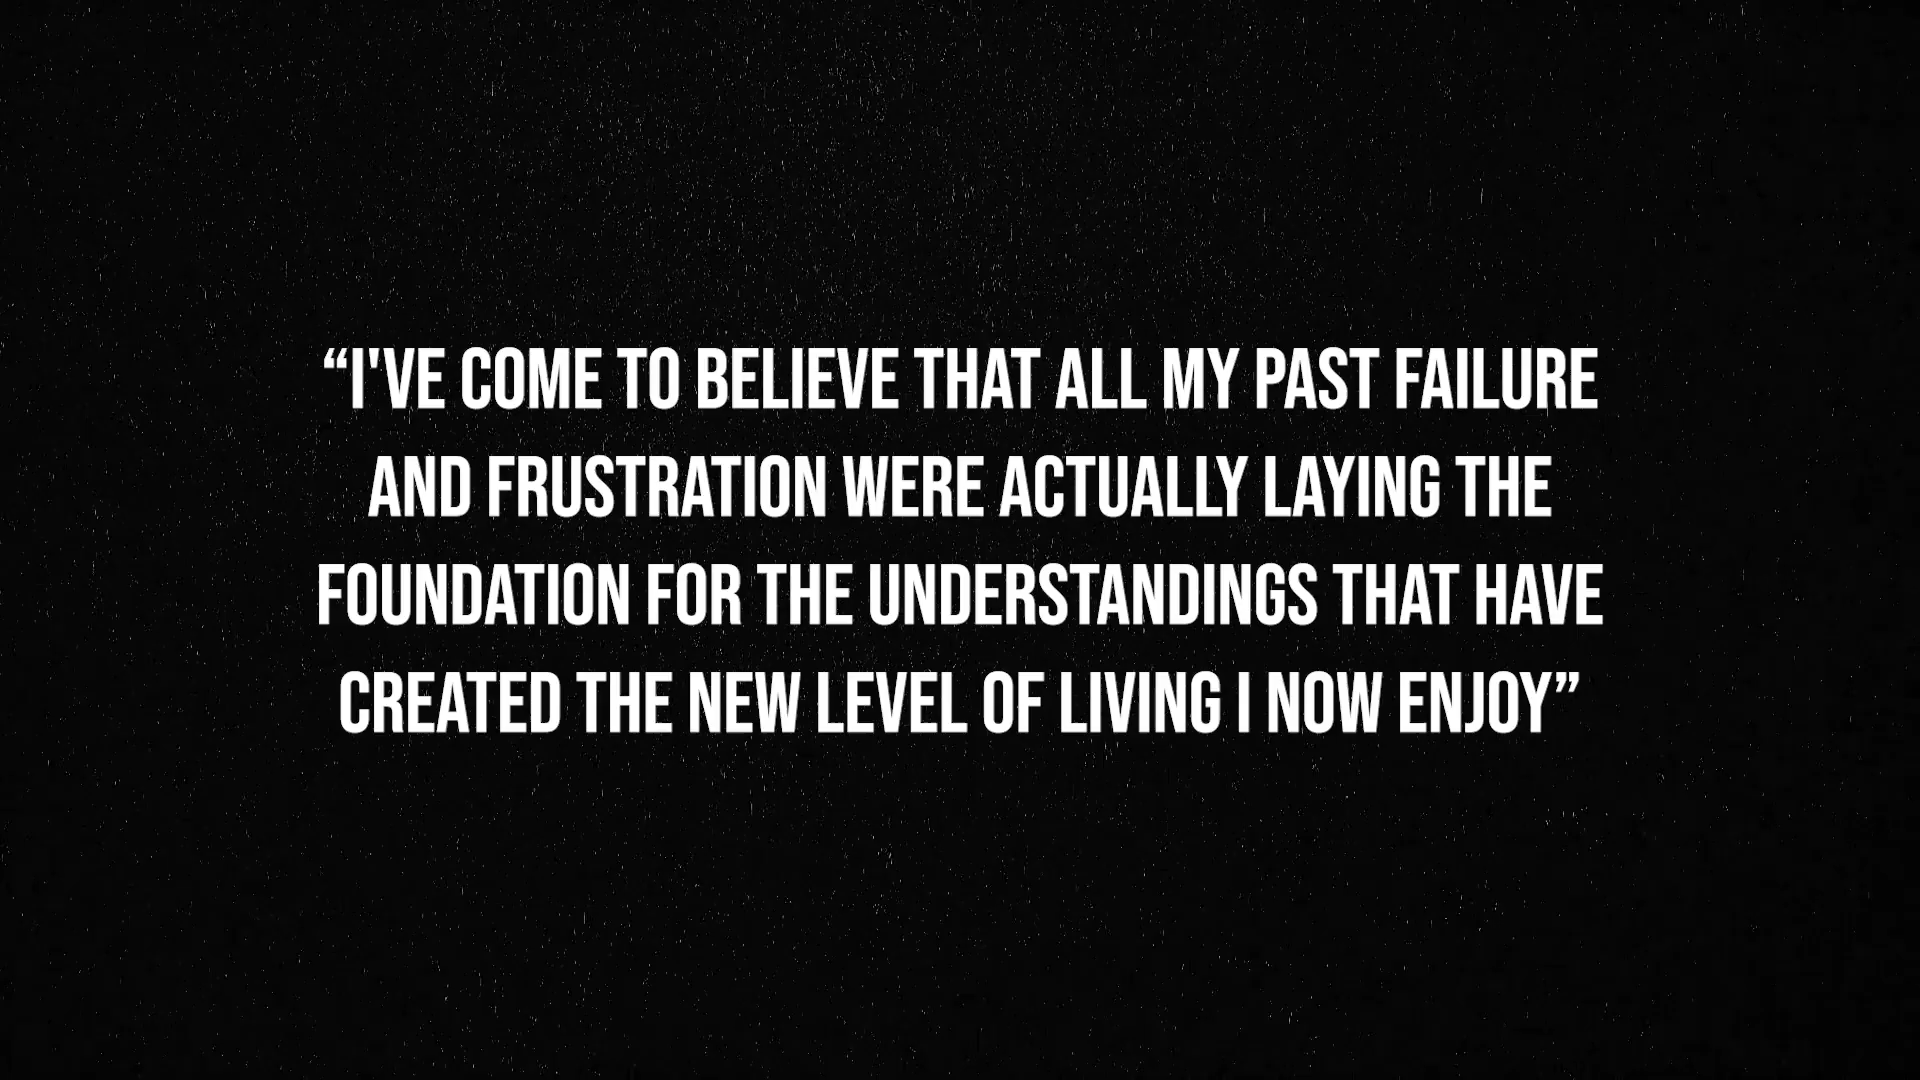 “I'VE COME TO BELIEVE THAT ALL MY PAST FAILURE
AND FRUSTRATION WERE ACTUALLY LAYING THE
FOUNDATION FOR THE UNDERSTANDINGS THAT HAVE
CREATED THE NEW LEVEL OF LIVING I NOW ENJOY”